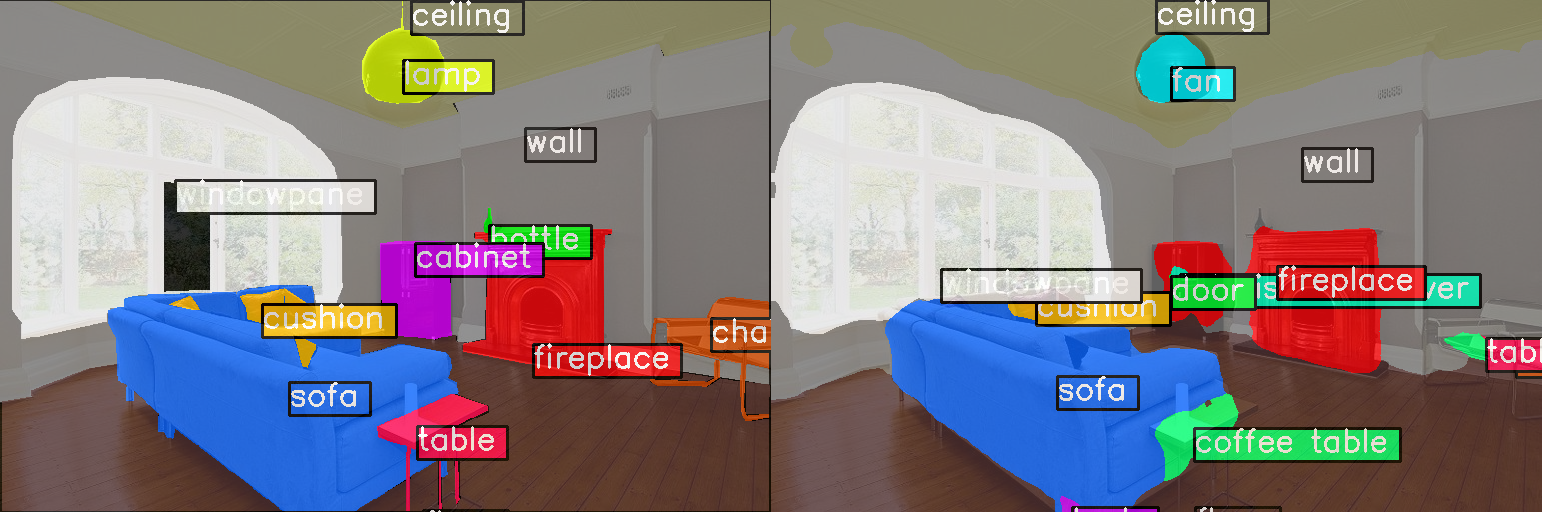 ceiling
lamp
wall
windowpane
bottle
cabinet
cushion
cha
fireplace
sofa
table
ceiling
fan
wall
windowpane
cushion
door
fireplace
sofa
coffee table